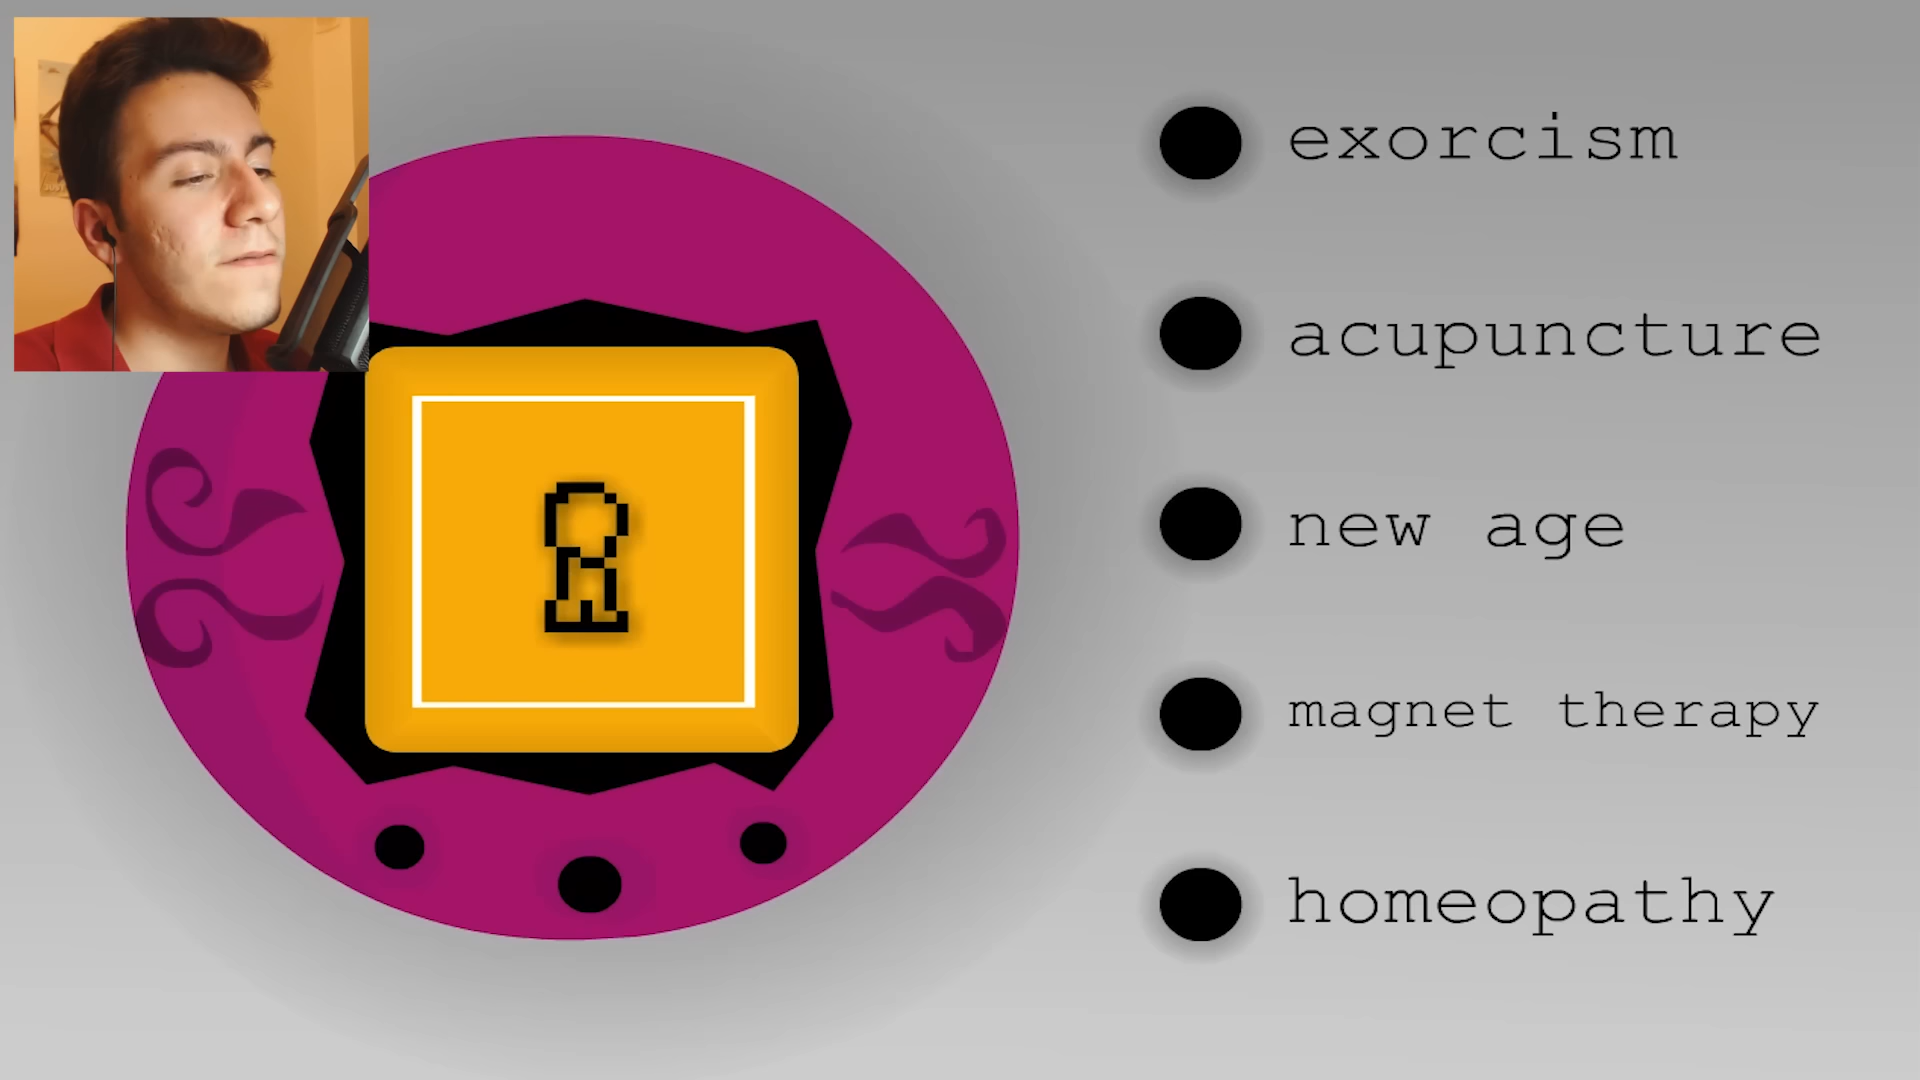 exorcism
acupuncture
new age
magnet therapy
homeopathy